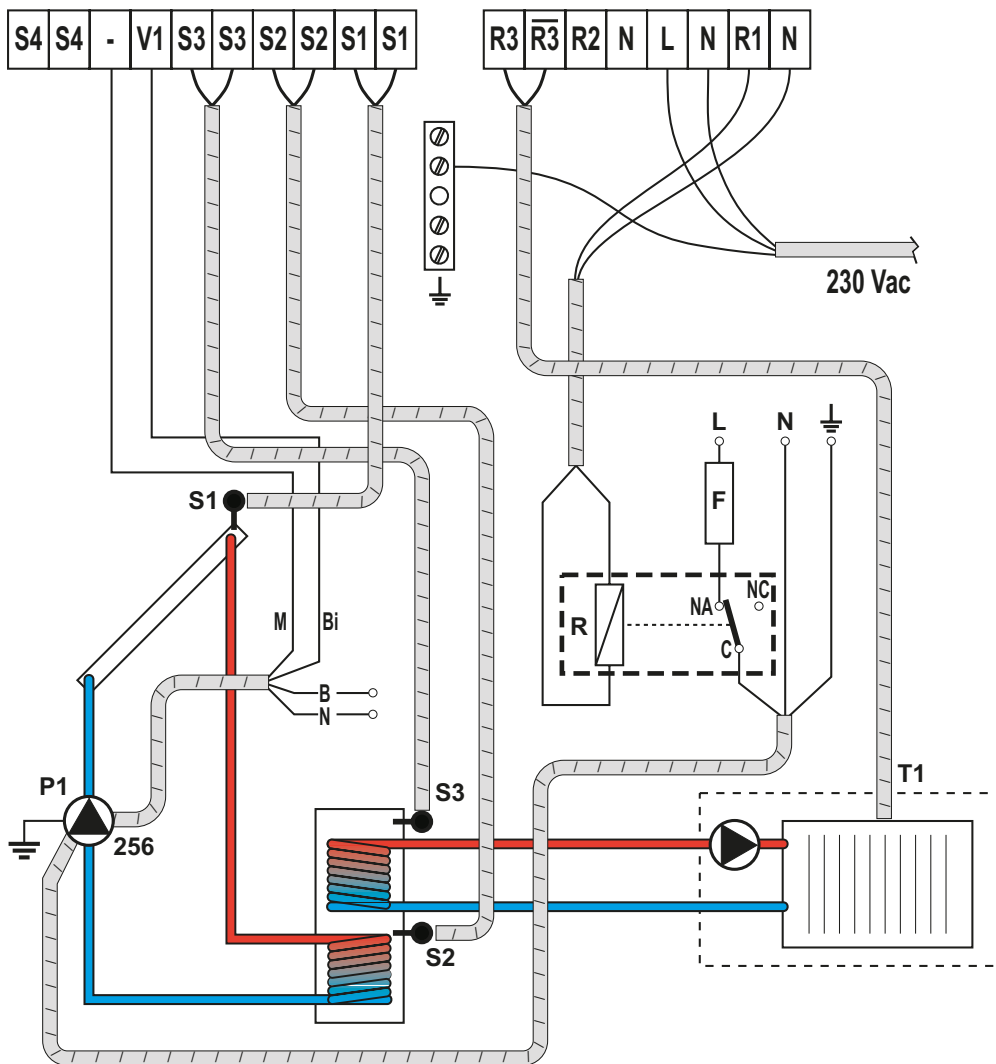 S4 S4 - V1 S3 S3 S2 S2 S1 S1
R3 R̅3̅ R2 N L N R1 N
230 Vac
L N
S1
F
NA NC
M Bi
R
C
B
N
P1
S3
T1
256
S2